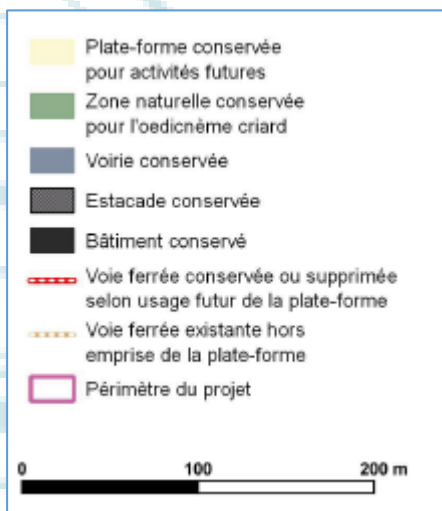 Plate-forme conservée
pour activités futures
Zone naturelle conservée
pour l'oedicnème criard
Voirie conservée
Estacade conservée
Bâtiment conservé
Voie ferrée conservée ou supprimée
selon usage futur de la plate-forme
Voie ferrée existante hors
emprise de la plate-forme
Périmètre du projet
0 100 200 m